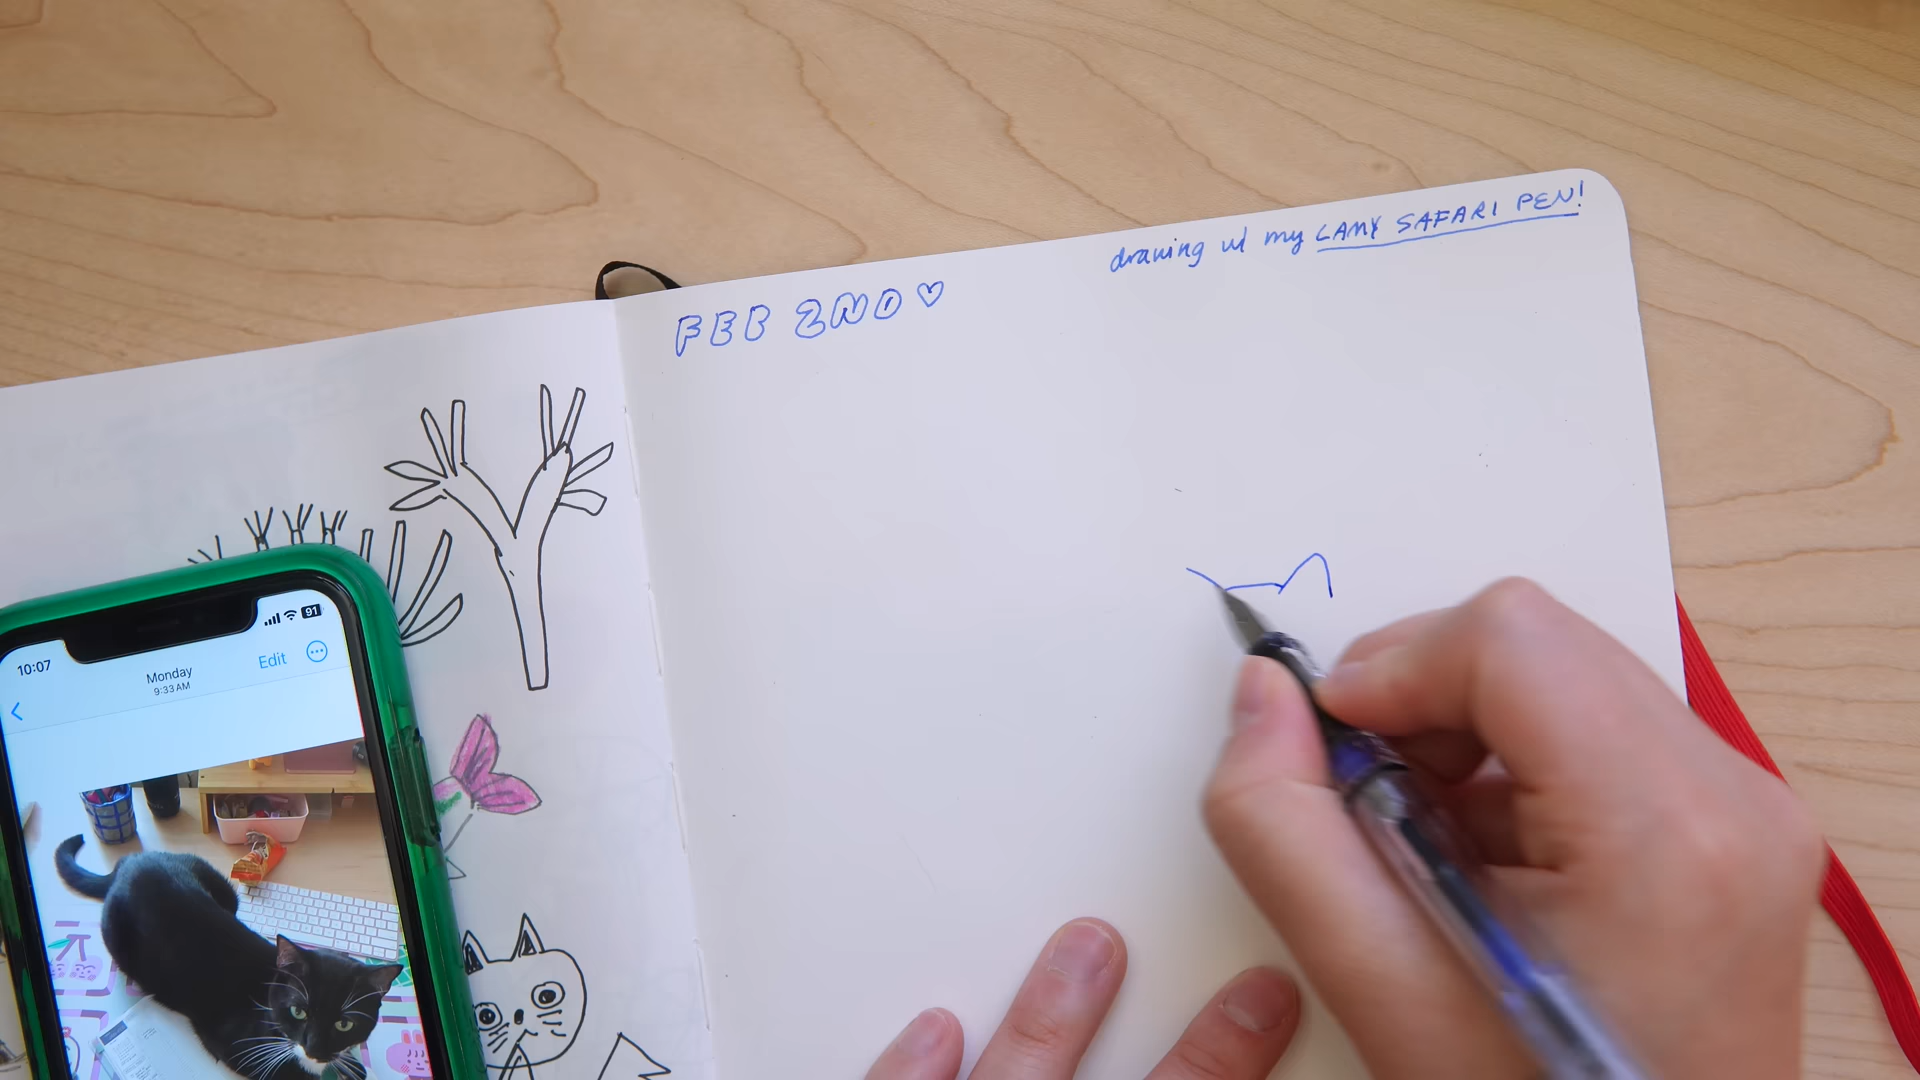 drawing w/ my LAMY SAFARI PEN!
FEB 2ND ♡
10:07
91
Monday
9:33 AM
Edit